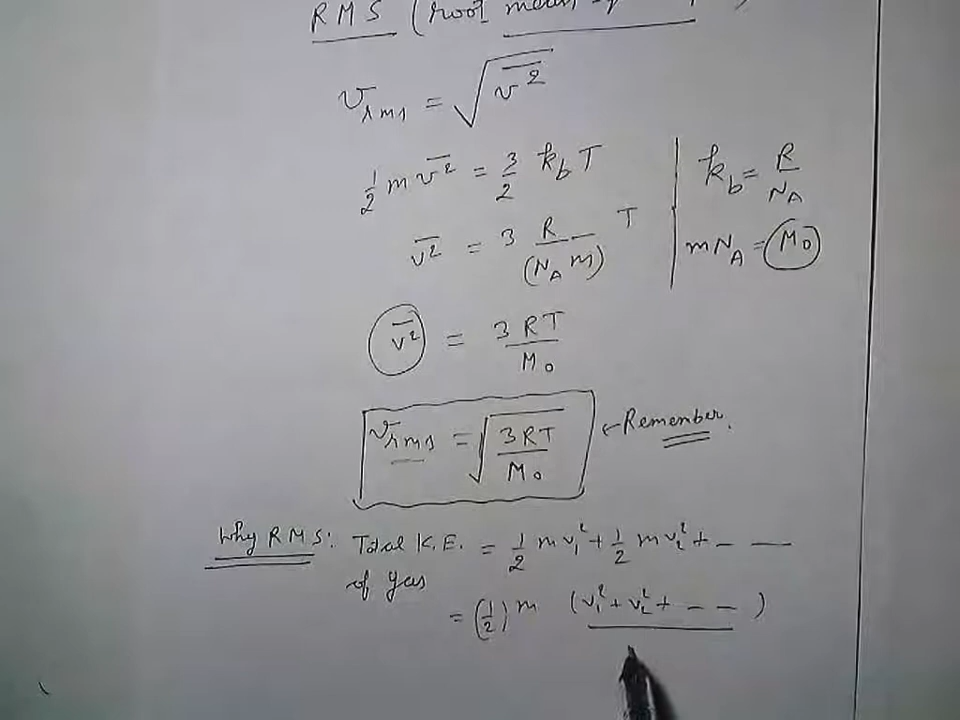 RMS (root mean
v_rms = √(v̄²)
½ m v̄² = 3/2 k_b T
k_b = R/N_A
v̄² = 3 R/(N_A m) T
m N_A = M₀
v̄² = 3RT/M₀
v_rms = √(3RT/M₀) ← Remember.
Why RMS: Total K.E. = ½ m v₁² + ½ m v₂² + - —
of gas
= (½) m (v₁² + v₂² + - - )